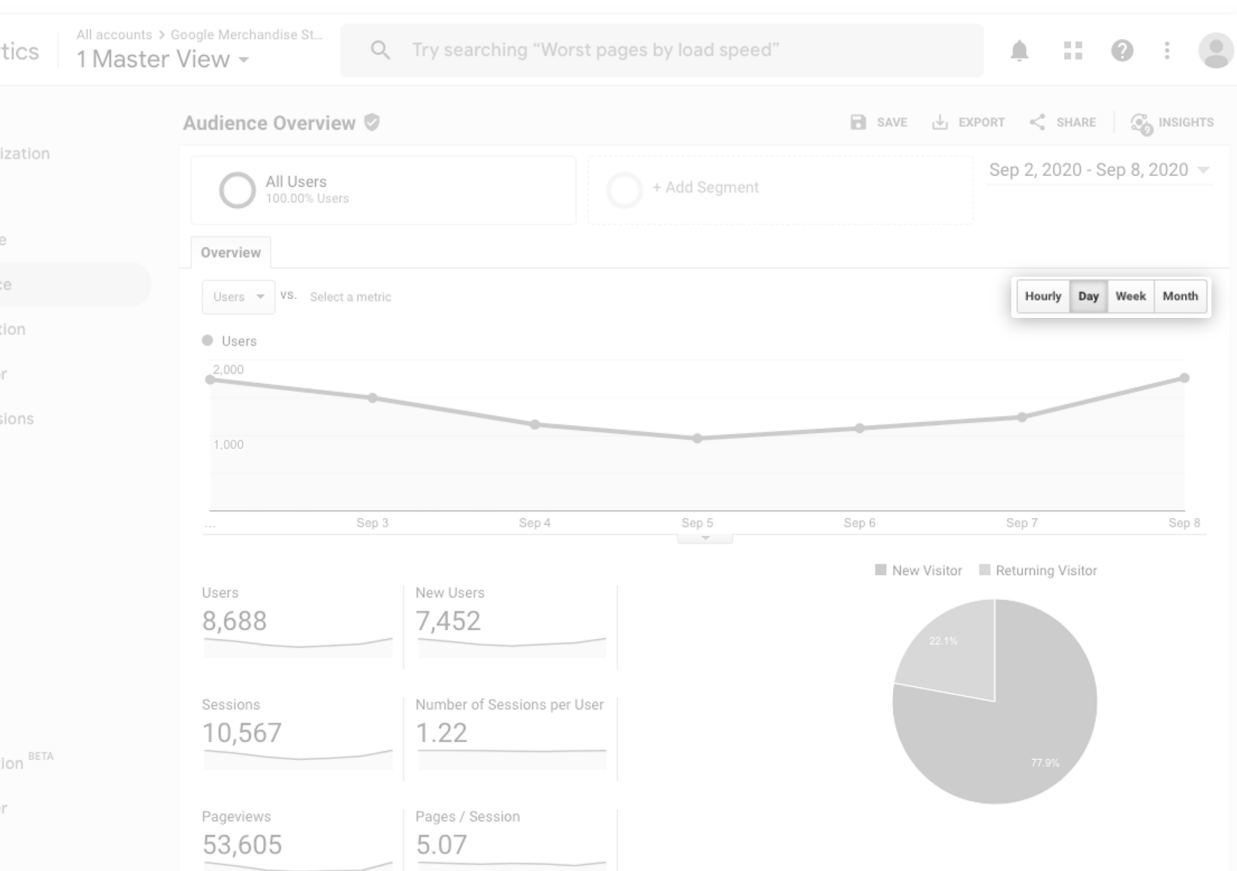 All accounts > Google Merchandise St...
tics
1 Master View
Try searching “Worst pages by load speed”
Audience Overview
SAVE
EXPORT
SHARE
INSIGHTS
ization
All Users
100.00% Users
+ Add Segment
Sep 2, 2020 - Sep 8, 2020
e
Overview
ce
Users
VS.
Select a metric
Hourly
Day
Week
Month
tion
Users
2,000
r
sions
1,000
...
Sep 3
Sep 4
Sep 5
Sep 6
Sep 7
Sep 8
New Visitor
Returning Visitor
Users
8,688
New Users
7,452
22.1%
77.9%
Sessions
10,567
Number of Sessions per User
1.22
ion BETA
r
Pageviews
53,605
Pages / Session
5.07